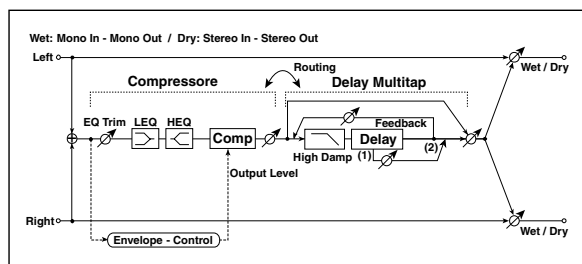 Wet: Mono In - Mono Out / Dry: Stereo In - Stereo Out
Left
Wet / Dry
Routing
Compressore
Delay Multitap
EQ Trim
LEQ
HEQ
Feedback
Comp
Delay
High Damp
(1)
(2)
Output Level
Right
Envelope - Control
Wet / Dry